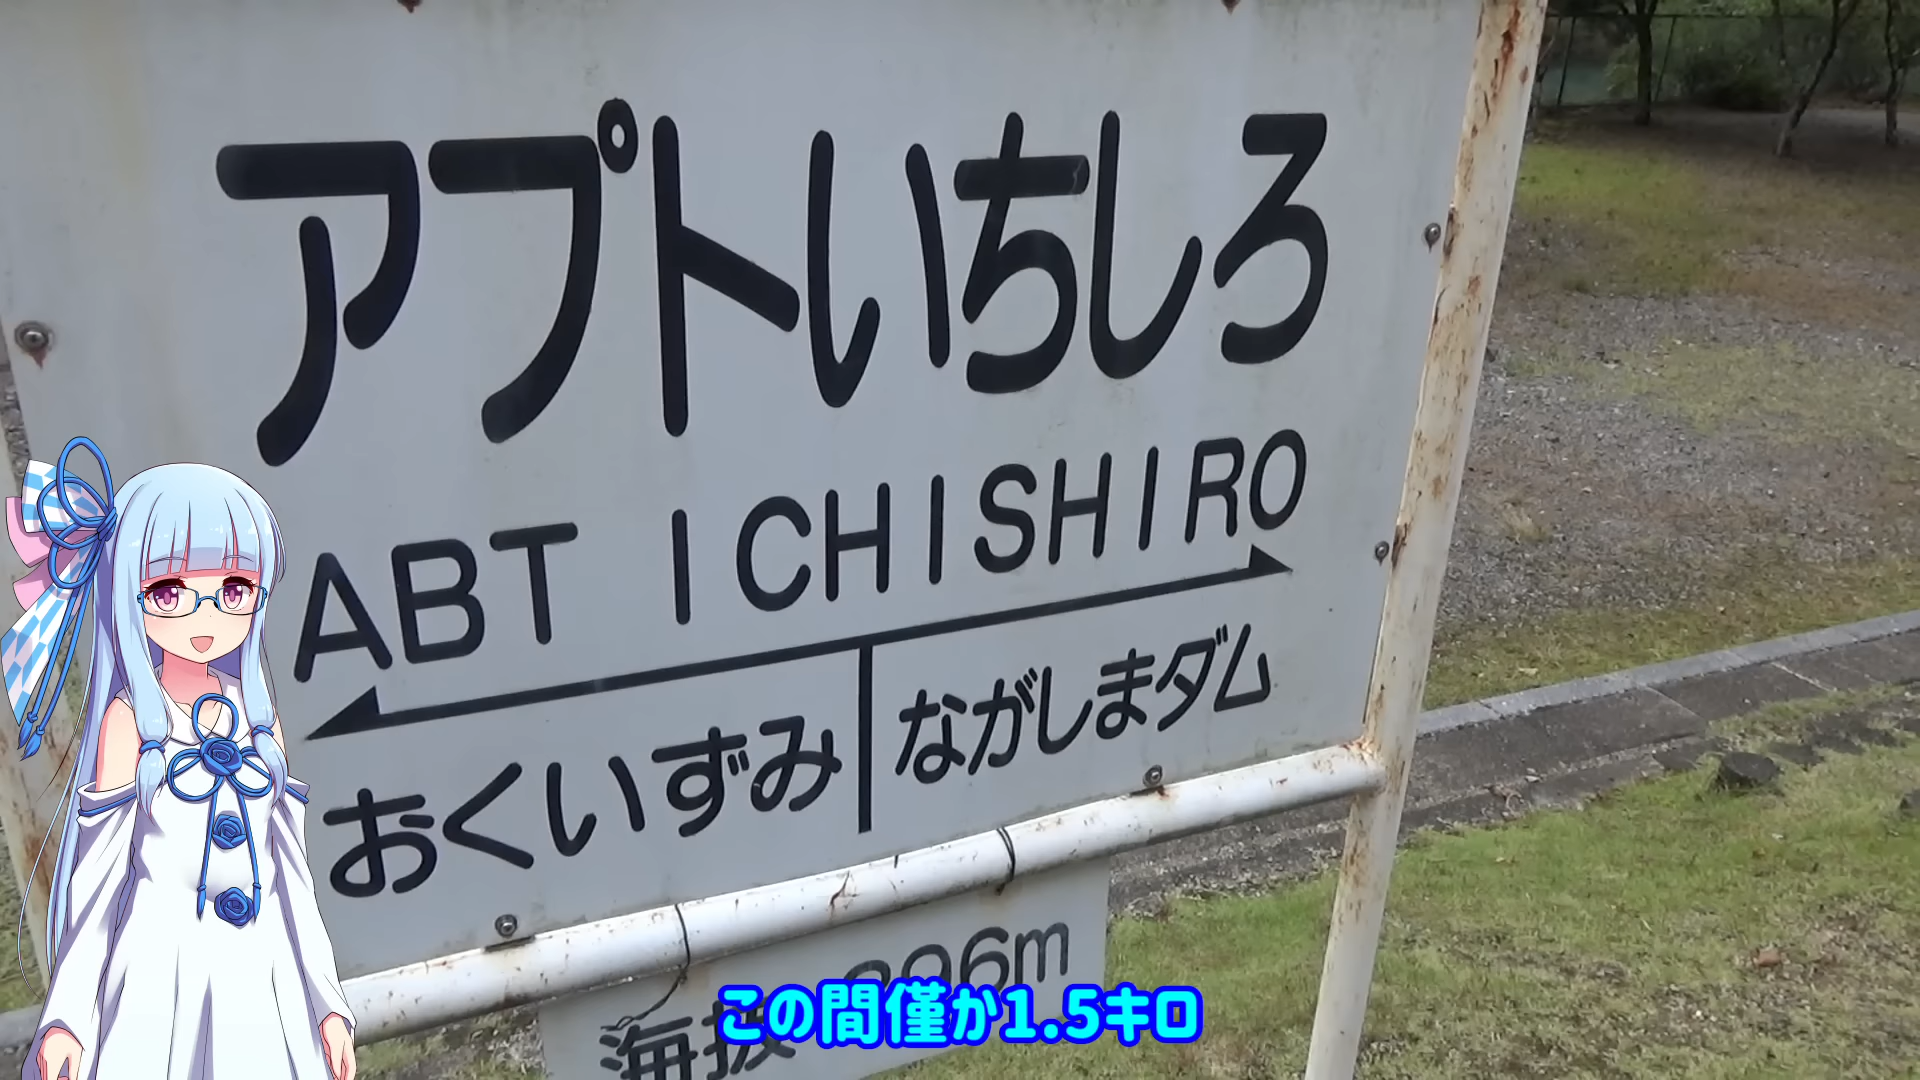 アプトいちしろ
ABT ICHISHIRO
おくいずみ ながしまダム
海抜 396m
この間僅か1.5キロ